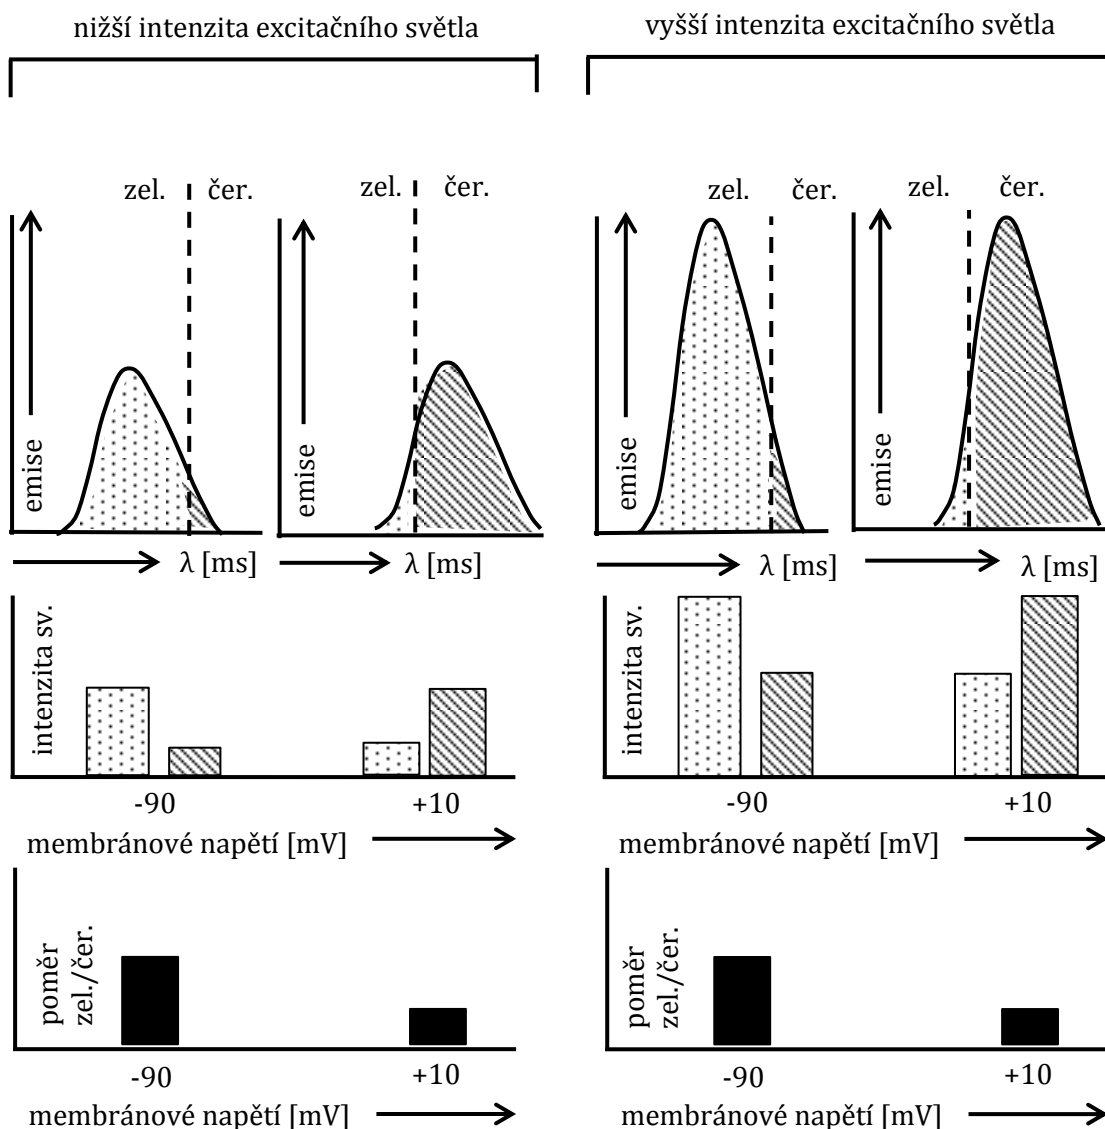 nižší intenzita excitačního světla
vyšší intenzita excitačního světla
zel. čer.
zel. čer.
zel. čer.
zel. čer.
emise
emise
emise
emise
λ [ms]
λ [ms]
λ [ms]
λ [ms]
intenzita sv.
-90 +10
membránové napětí [mV]
intenzita sv.
-90 +10
membránové napětí [mV]
poměr
zel./čer.
-90 +10
membránové napětí [mV]
poměr
zel./čer.
-90 +10
membránové napětí [mV]